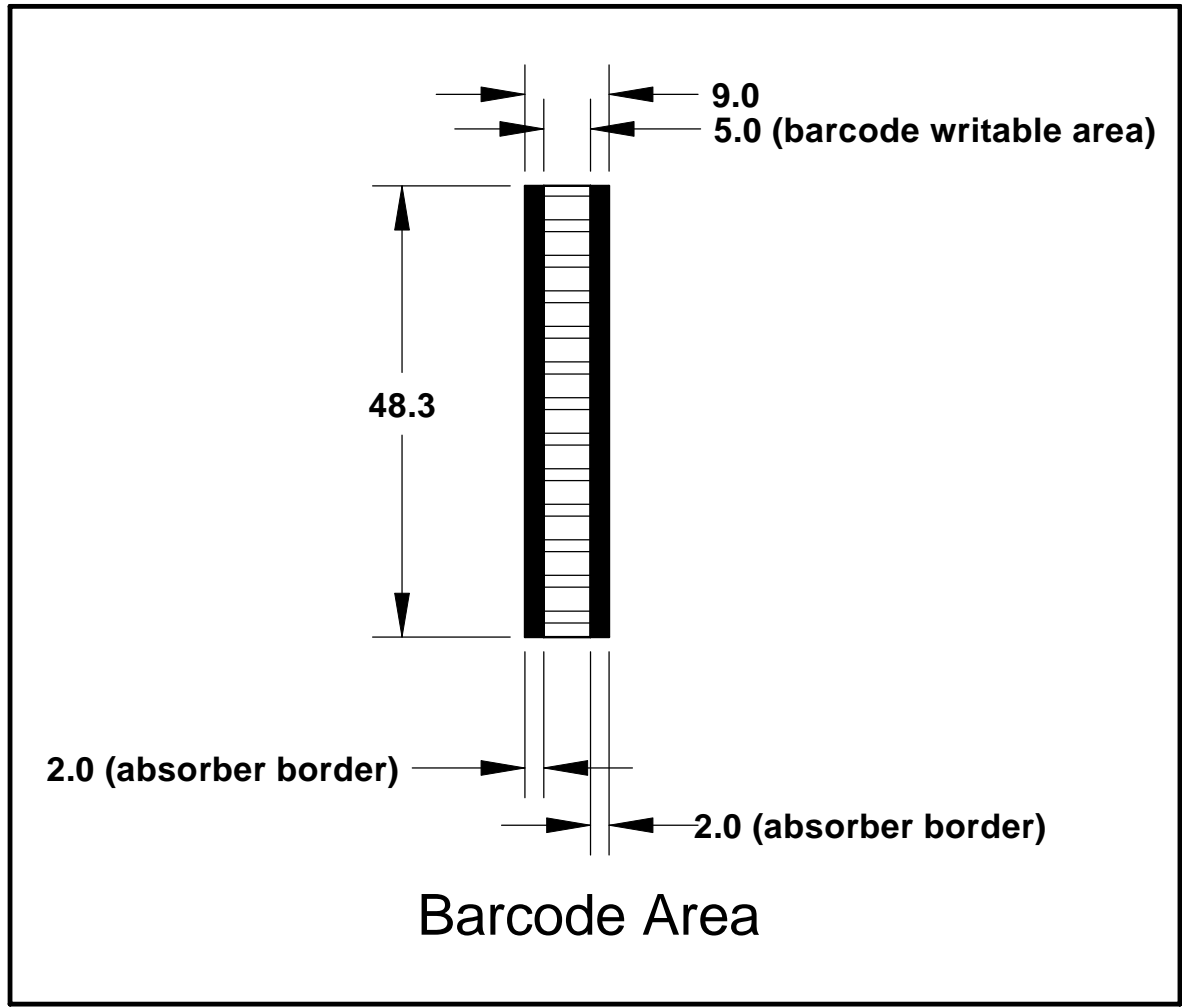 9.0
5.0 (barcode writable area)
48.3
2.0 (absorber border)
2.0 (absorber border)
Barcode Area